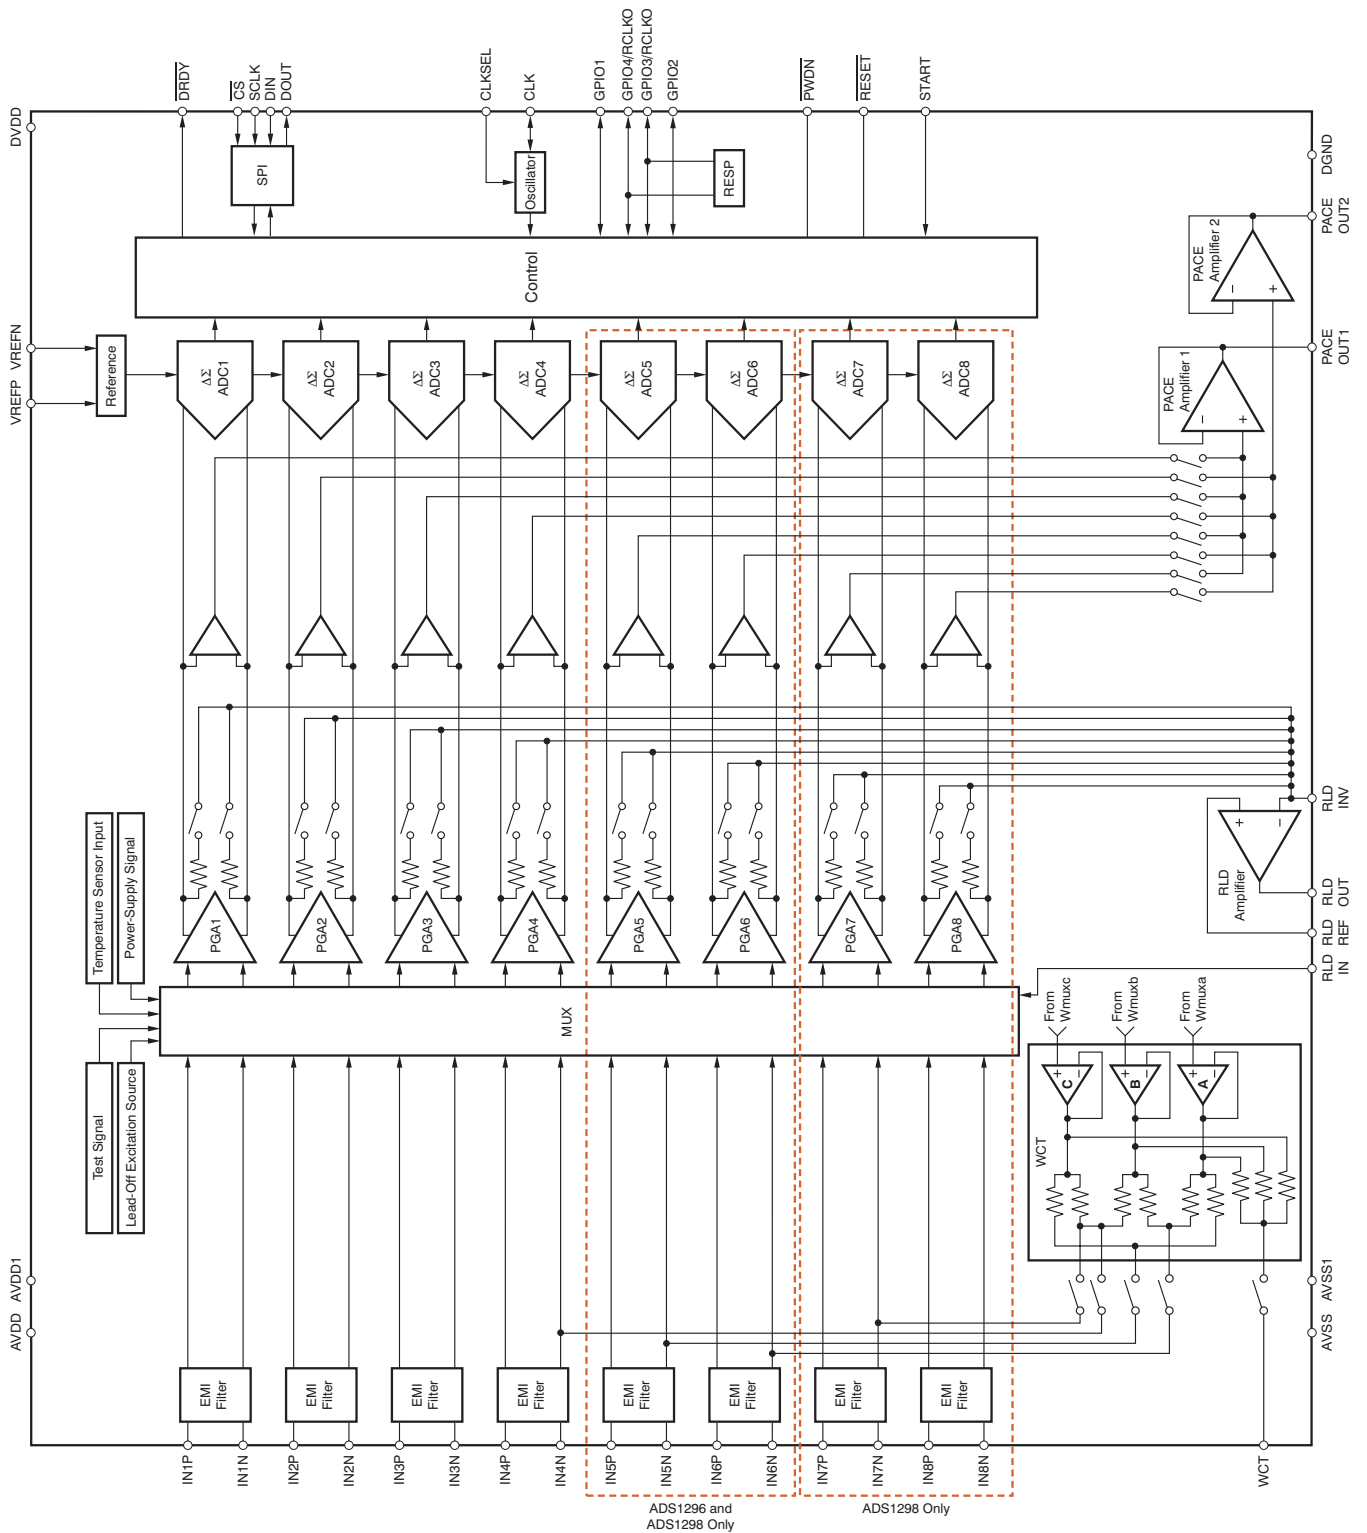 DVDD
DRDY
CS
SCLK
DIN
DOUT
CLKSEL
CLK
GPIO1
GPIO4/RCLKO
GPIO3/RCLKO
GPIO2
PWDN
RESET
START
SPI
Oscillator
RESP
DGND
Control
PACE
OUT2
PACE
Amplifier 2
−
+
VREFN
VREFP
Reference
ΔΣ
ADC1
ΔΣ
ADC2
ΔΣ
ADC3
ΔΣ
ADC4
ΔΣ
ADC5
ΔΣ
ADC6
ΔΣ
ADC7
ΔΣ
ADC8
PACE
Amplifier 1
−
+
PACE
OUT1
Temperature Sensor Input
Power-Supply Signal
PGA1
PGA2
PGA3
PGA4
PGA5
PGA6
PGA7
PGA8
RLD
Amplifier
+
−
RLD
INV
RLD
OUT
RLD
REF
RLD
IN
MUX
From
Wmuxc
From
Wmuxb
From
Wmuxa
Test Signal
Lead-Off Excitation Source
+
−
C
+
−
B
+
−
A
WCT
AVDD1
AVDD
AVSS1
AVSS
EMI
Filter
EMI
Filter
EMI
Filter
EMI
Filter
EMI
Filter
EMI
Filter
EMI
Filter
EMI
Filter
IN1P
IN1N
IN2P
IN2N
IN3P
IN3N
IN4P
IN4N
IN5P
IN5N
IN6P
IN6N
IN7P
IN7N
IN8P
IN8N
WCT
ADS1296 and
ADS1298 Only
ADS1298 Only